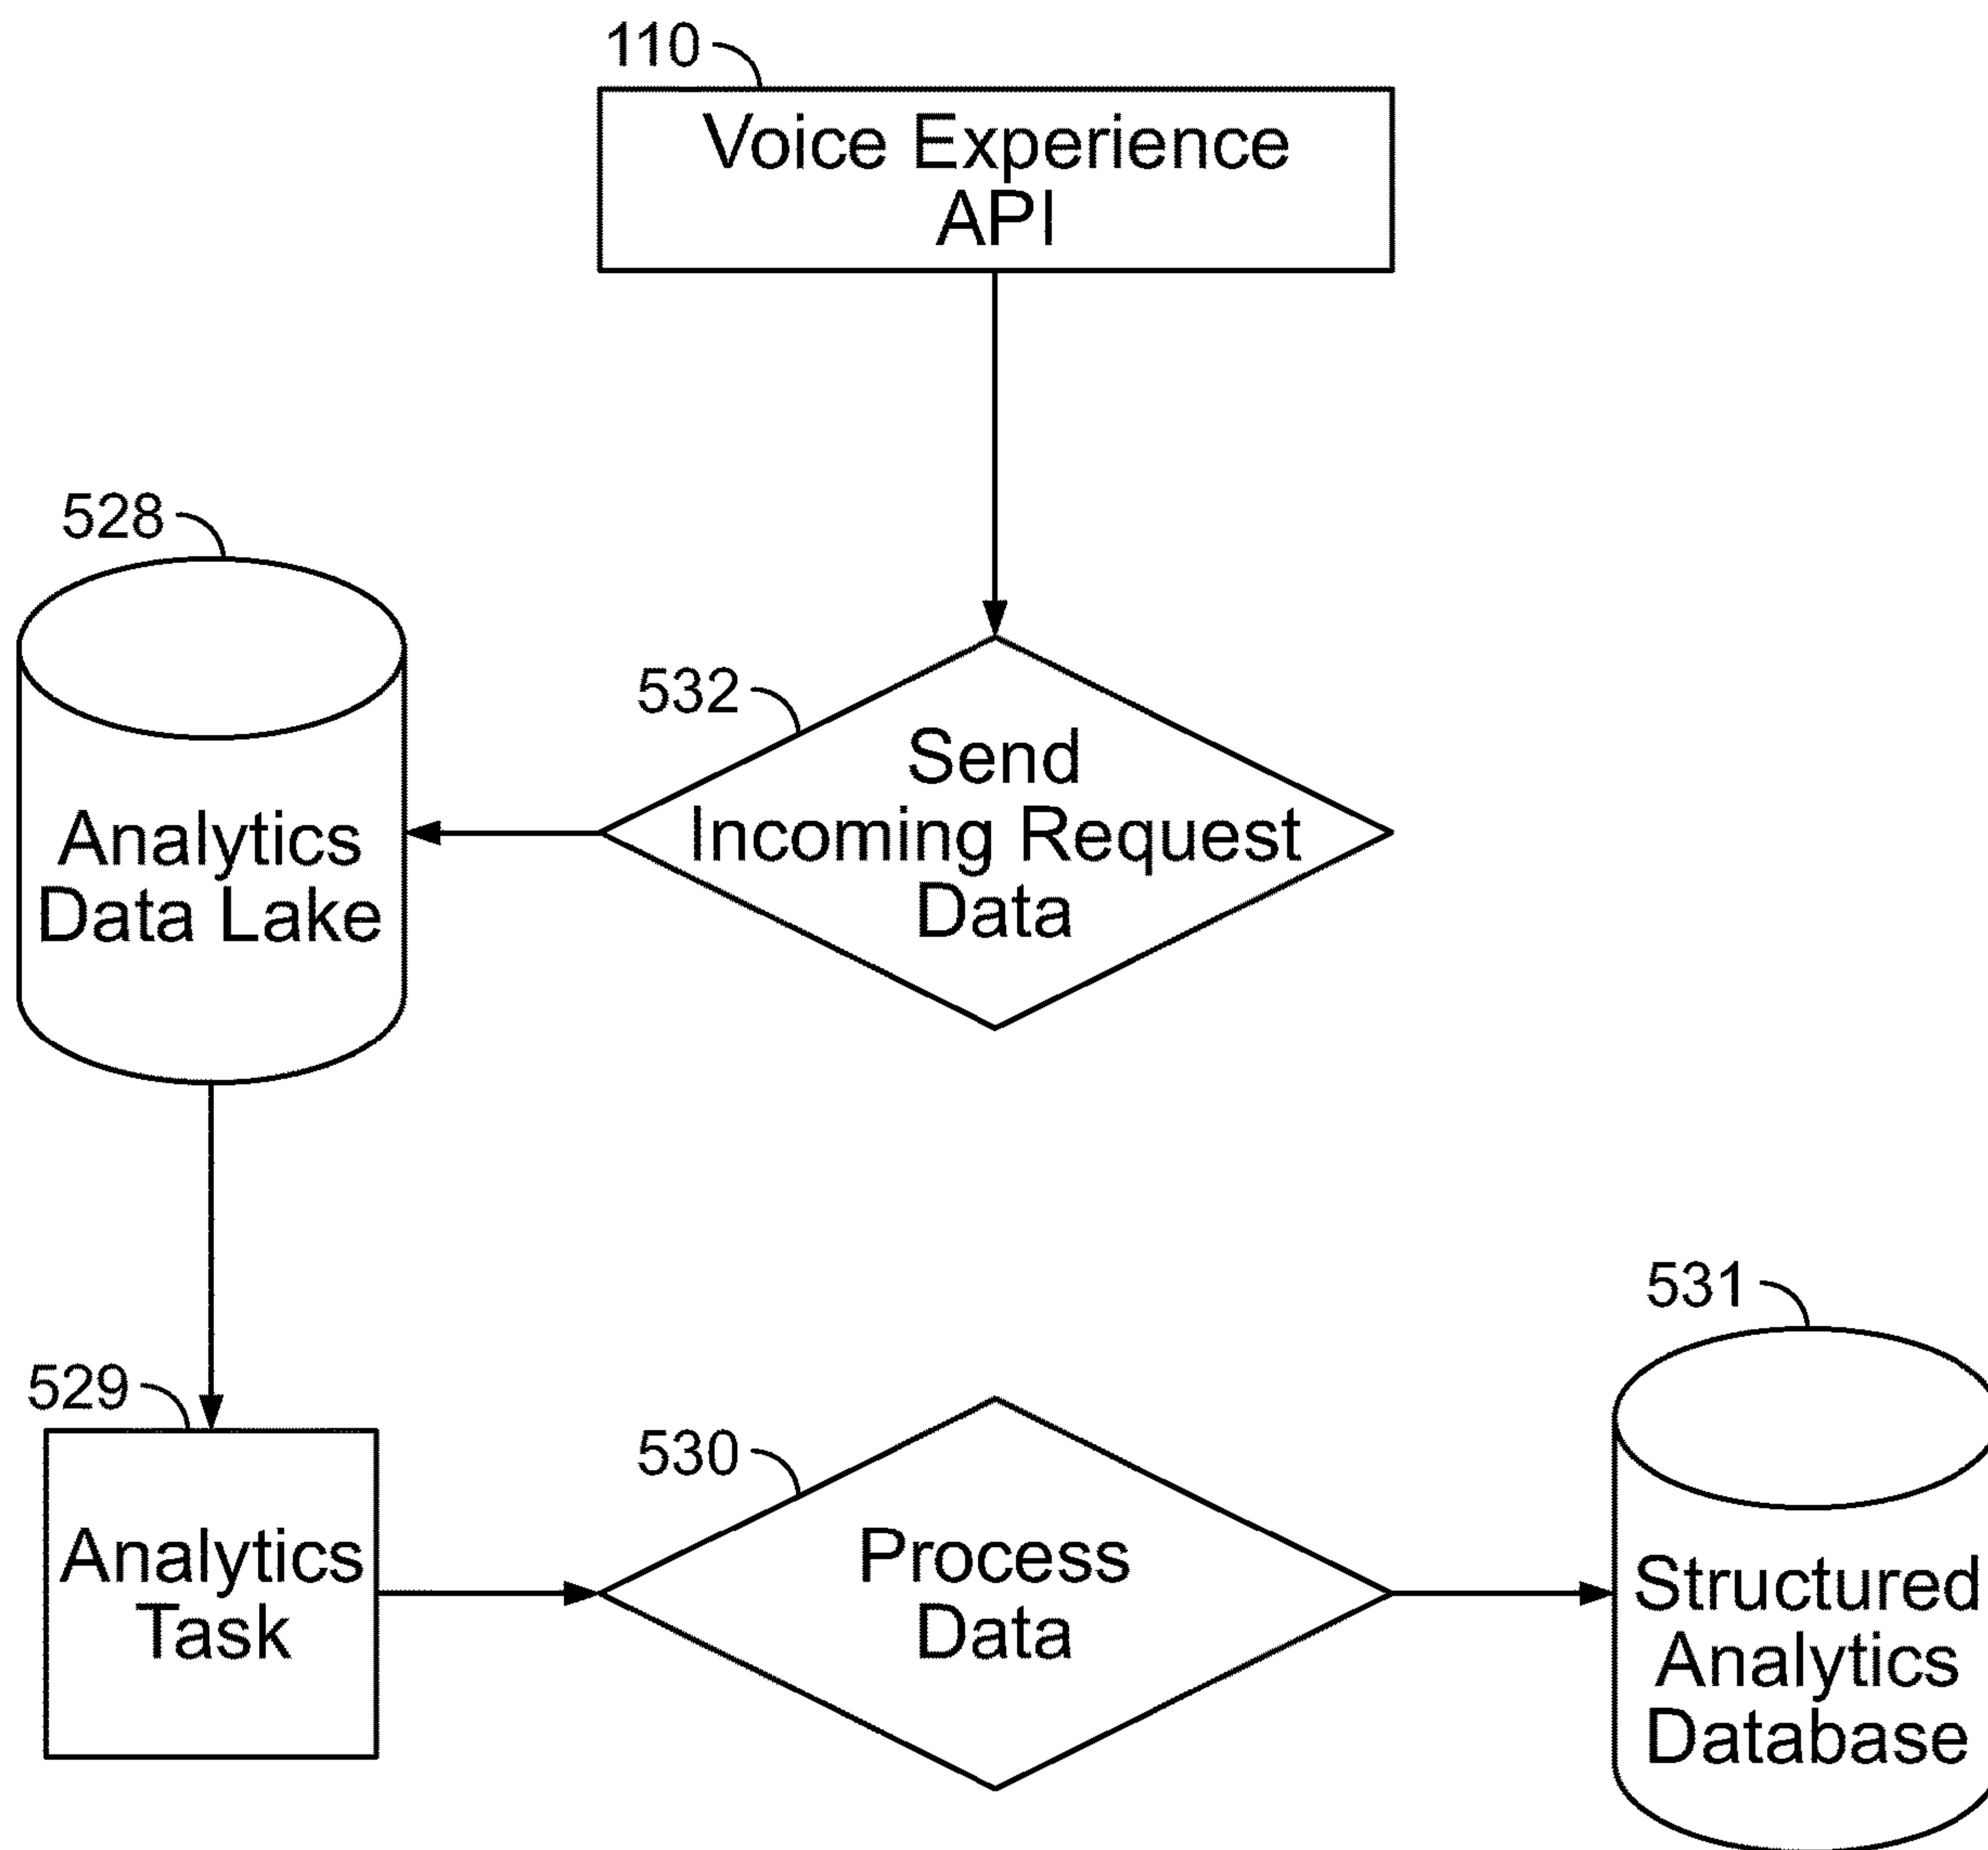 110
Voice Experience
API
528
532
Send
Incoming Request
Data
Analytics
Data Lake
531
529
530
Analytics
Task
Process
Data
Structured
Analytics
Database